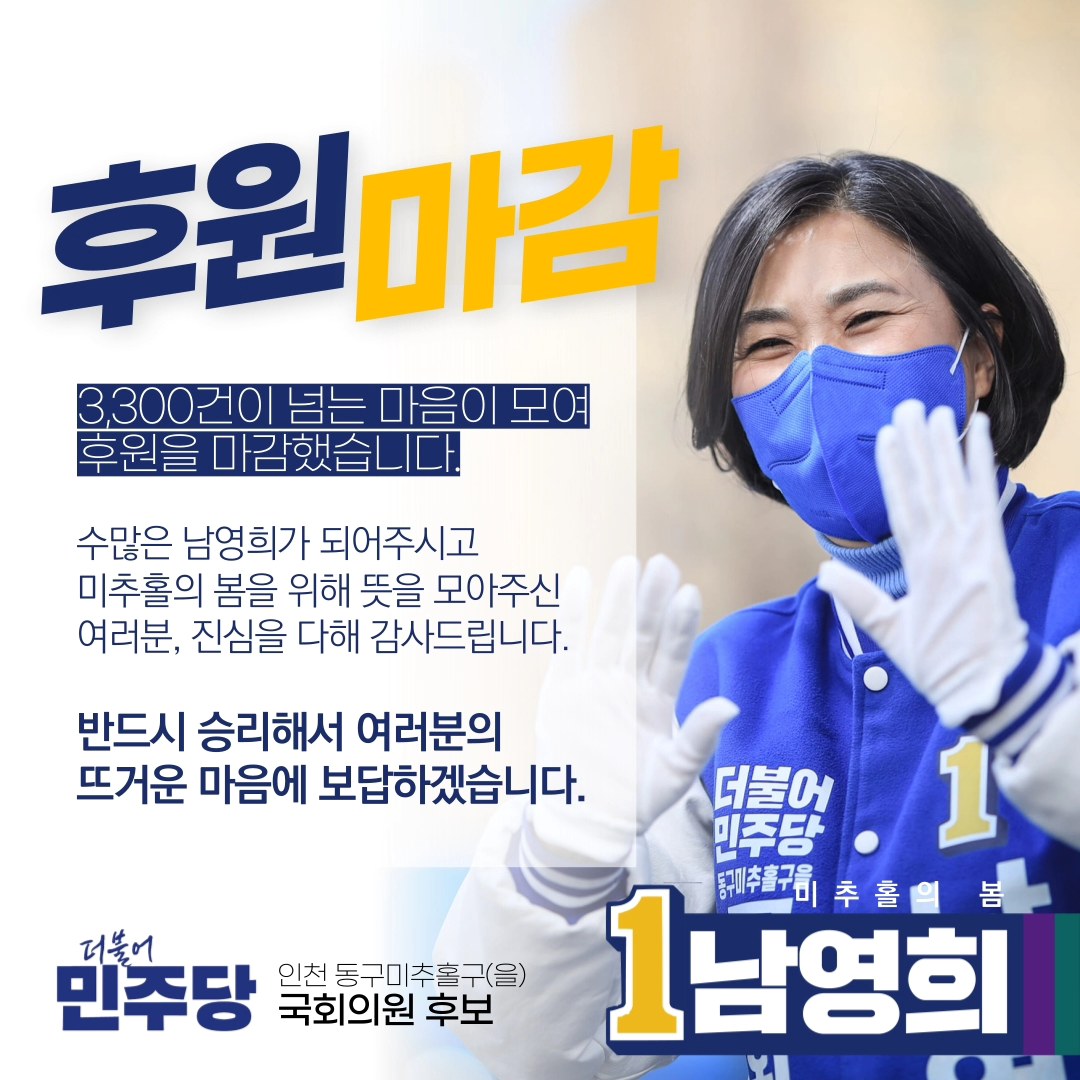 후원마감
3,300건이 넘는 마음이 모여
후원을 마감했습니다.
수많은 남영희가 되어주시고
미추홀의 봄을 위해 뜻을 모아주신
여러분, 진심을 다해 감사드립니다.
반드시 승리해서 여러분의
뜨거운 마음에 보답하겠습니다.
더불어
민주당
동구미추홀구을
1
미추홀의 봄
1남영희
더불어
민주당
인천 동구미추홀구(을)
국회의원 후보